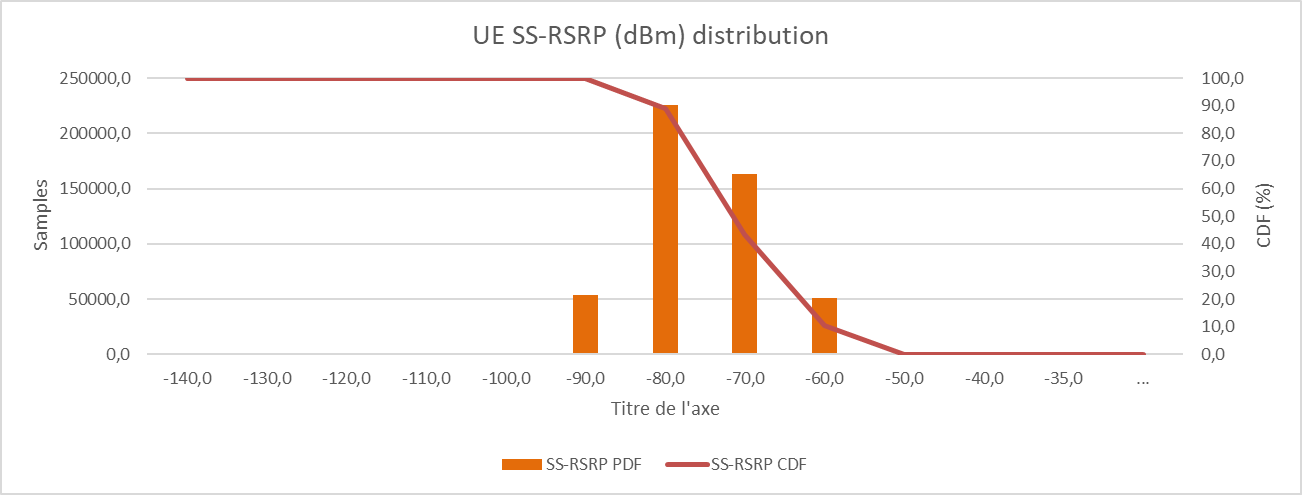 UE SS-RSRP (dBm) distribution
250000,0
200000,0
150000,0
100000,0
50000,0
0,0
Samples
100,0
90,0
80,0
70,0
60,0
50,0
40,0
30,0
20,0
10,0
0,0
CDF (%)
-140,0 -130,0 -120,0 -110,0 -100,0 -90,0 -80,0 -70,0 -60,0 -50,0 -40,0 -35,0 ...
Titre de l'axe
SS-RSRP PDF SS-RSRP CDF